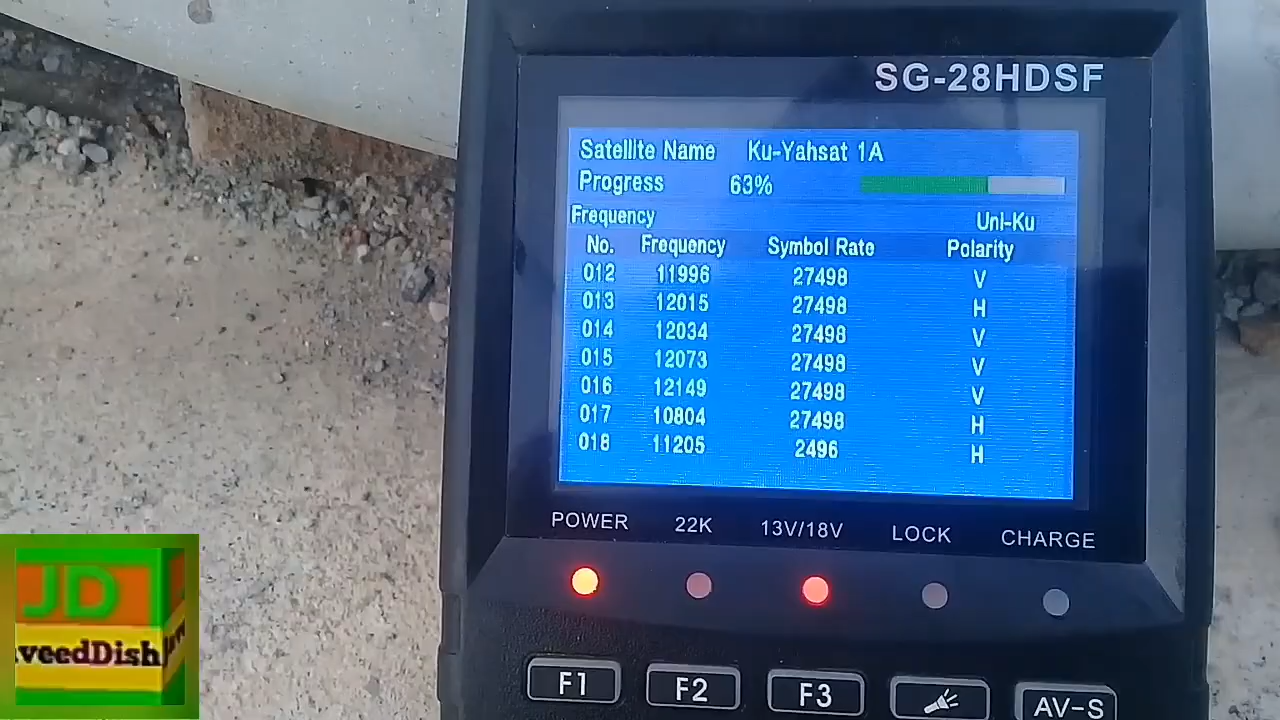 SG-28HDSF
Satellite Name Ku-Yahsat 1A
Progress 63%
Frequency Uni-Ku
No. Frequency Symbol Rate Polarity
012 11996 27498 V
013 12015 27498 H
014 12034 27498 V
015 12073 27498 V
016 12149 27498 V
017 10804 27498 H
018 11205 2496 H
POWER 22K 13V/18V LOCK CHARGE
F1 F2 F3 AV-S
JD
veedDish